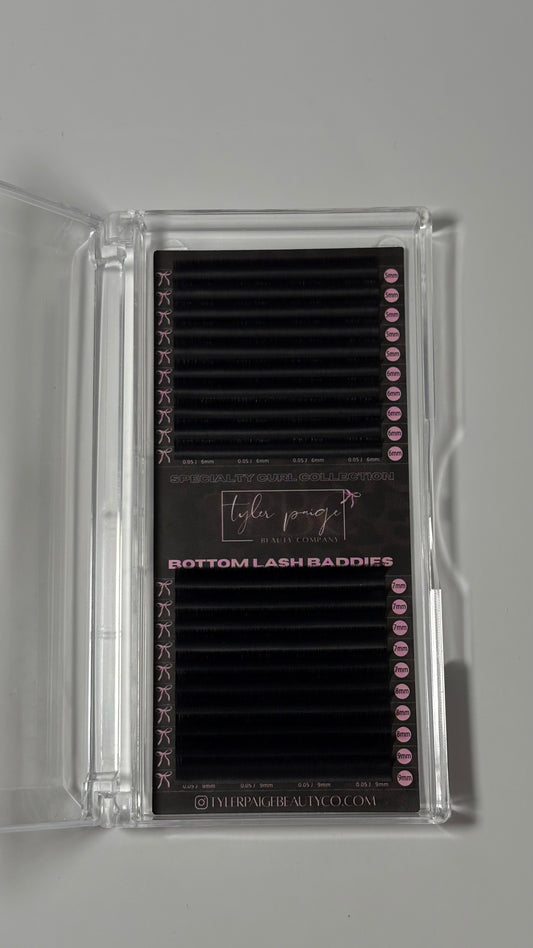 5mm
5mm
5mm
5mm
5mm
6mm
6mm
6mm
6mm
6mm
0.05 / 6mm 0.05 / 6mm 0.05 / 6mm 0.05 / 6mm
SPECIALTY CURL COLLECTION
tyler paige
BEAUTY COMPANY
BOTTOM LASH BADDIES
7mm
7mm
7mm
7mm
7mm
8mm
8mm
8mm
9mm
9mm
0.05 / 9mm 0.05 / 9mm 0.05 / 9mm 0.05 / 9mm
TYLERPAIGEBEAUTYCO.COM